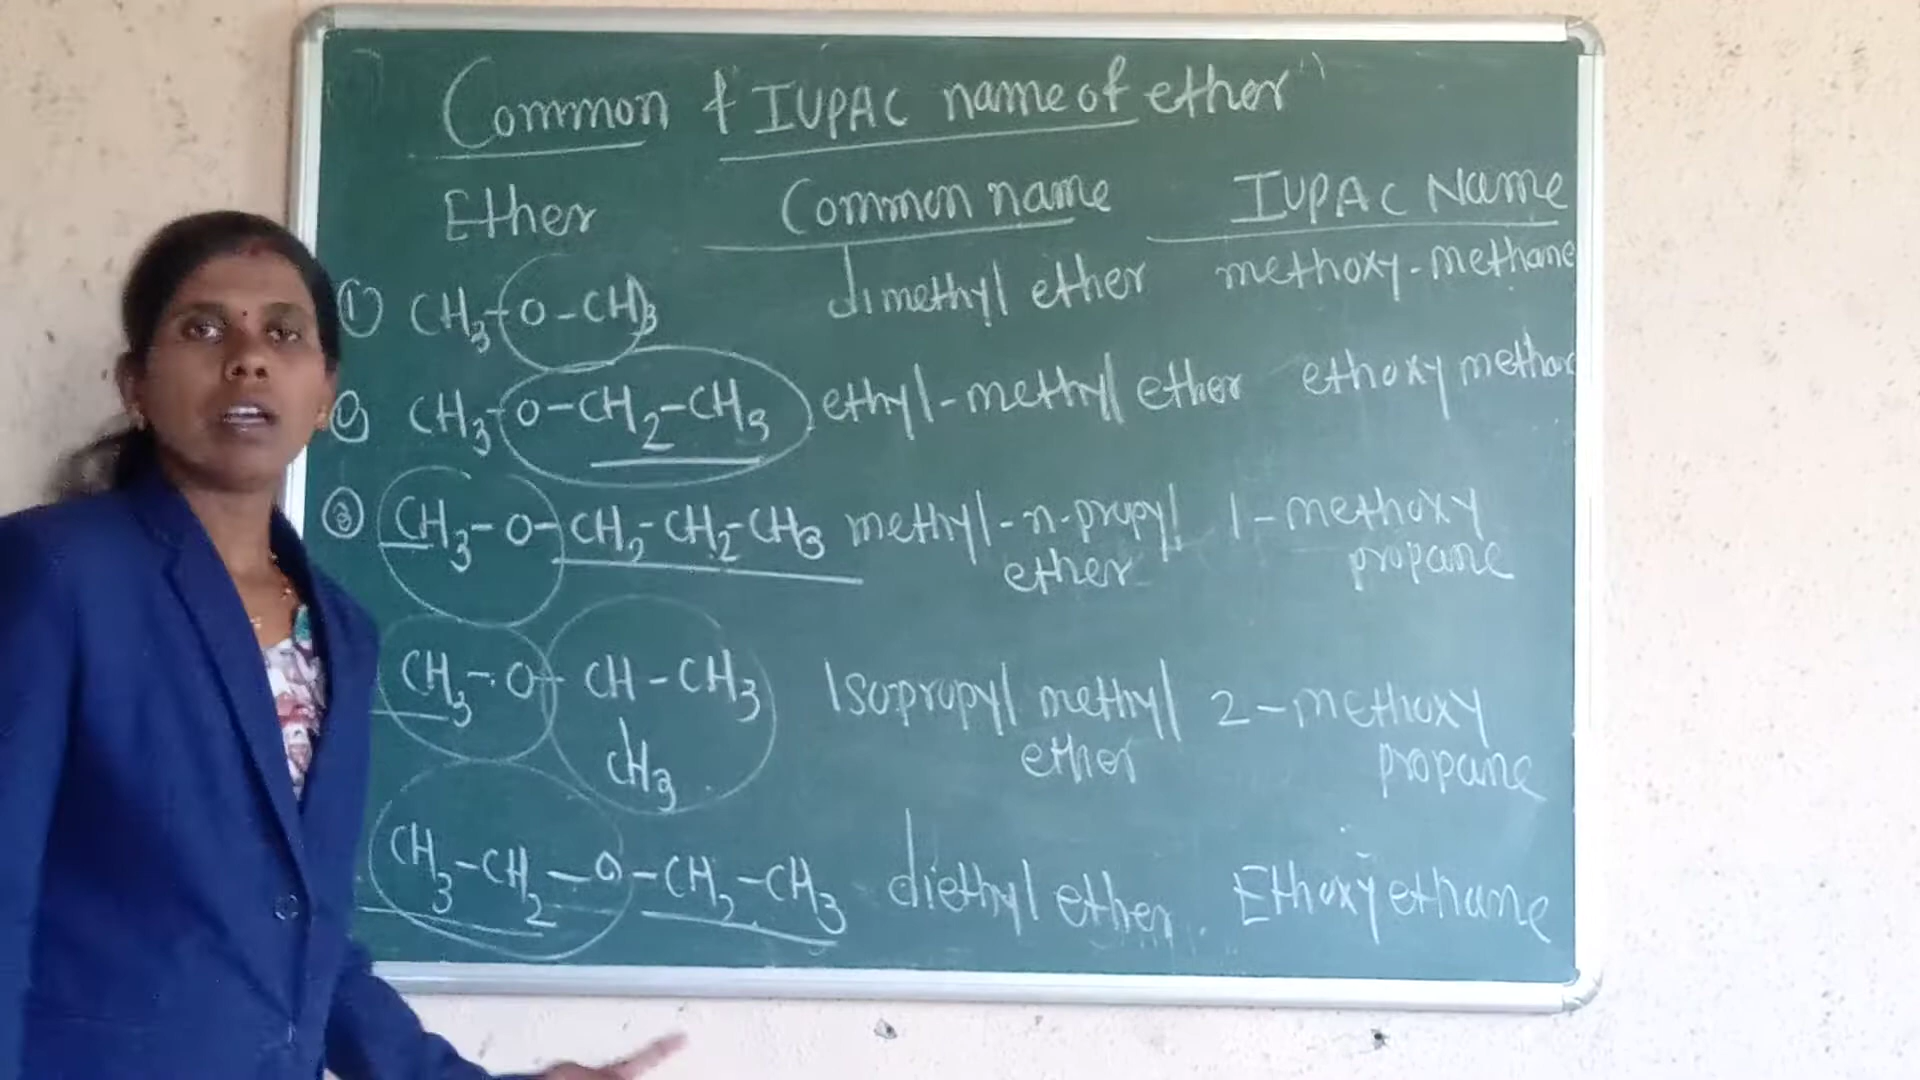 Common & IUPAC name of ether"
Ether Common name IUPAC Name
① CH3-O-CH3 dimethyl ether methoxy-methane
② CH3-O-CH2-CH3 ethyl-methyl ether ethoxy methan
③ CH3-O-CH2-CH2-CH3 methyl-n-propyl 1-methoxy
ether propane
CH3-O-CH-CH3 Isopropyl methyl 2-methoxy
CH3 ether propane
CH3-CH2-O-CH2-CH3 diethyl ether. Ethoxyethane